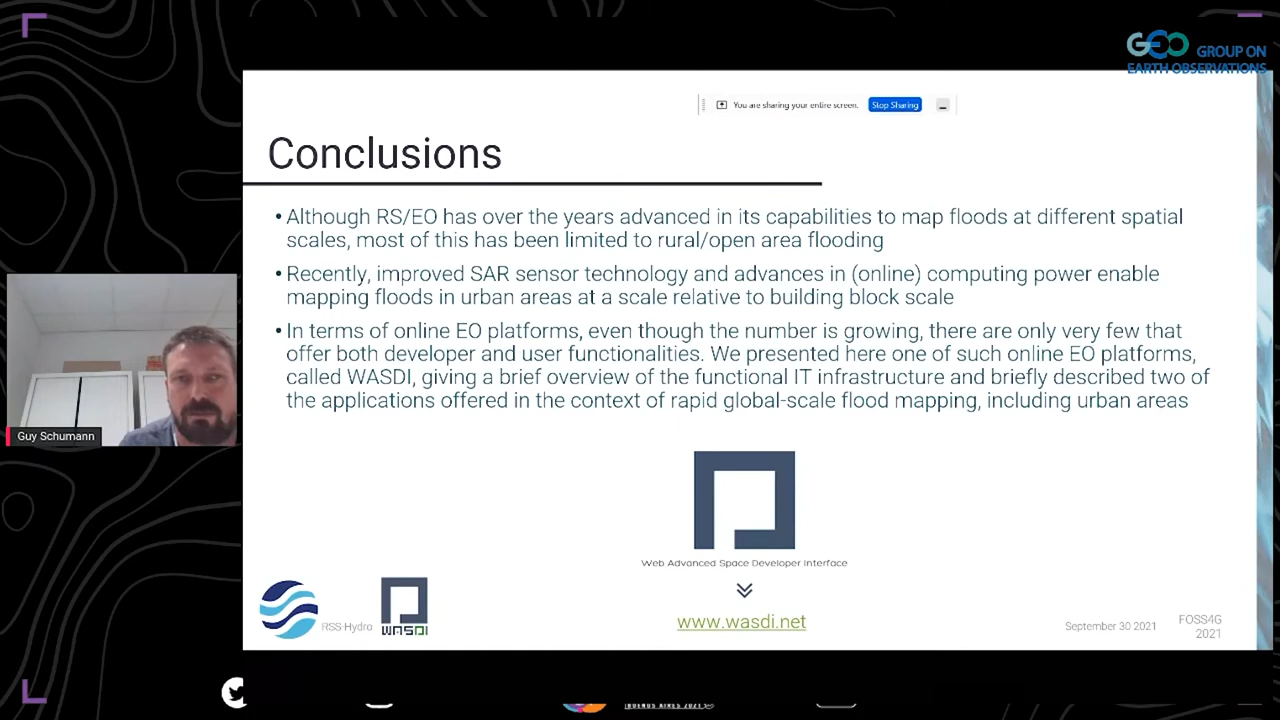 GEO GROUP ON
EARTH OBSERVATIONS
You are sharing your entire screen. Stop Sharing
Conclusions
• Although RS/EO has over the years advanced in its capabilities to map floods at different spatial
scales, most of this has been limited to rural/open area flooding
• Recently, improved SAR sensor technology and advances in (online) computing power enable
mapping floods in urban areas at a scale relative to building block scale
• In terms of online EO platforms, even though the number is growing, there are only very few that
offer both developer and user functionalities. We presented here one of such online EO platforms,
called WASDI, giving a brief overview of the functional IT infrastructure and briefly described two of
the applications offered in the context of rapid global-scale flood mapping, including urban areas
Guy Schumann
Web Advanced Space Developer Interface
www.wasdi.net
RSS-Hydro
WASDI
September 30 2021
FOSS4G
2021
BUENOS AIRES 2021